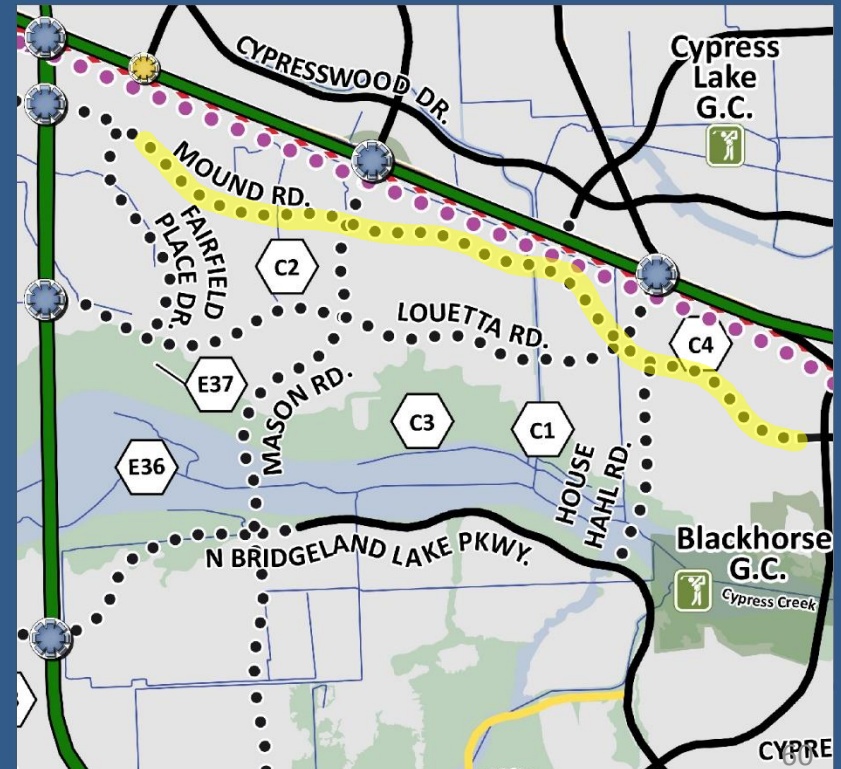 CYPRESSWOOD DR.
Cypress
Lake
G.C.
MOUND RD.
FAIRFIELD
PLACE DR.
C2
LOUETTA RD.
C4
E37
MASON RD.
C3
C1
E36
HOUSE
HAHL RD.
N BRIDGELAND LAKE PKWY.
Blackhorse
G.C.
Cypress Creek
CYPRE
60